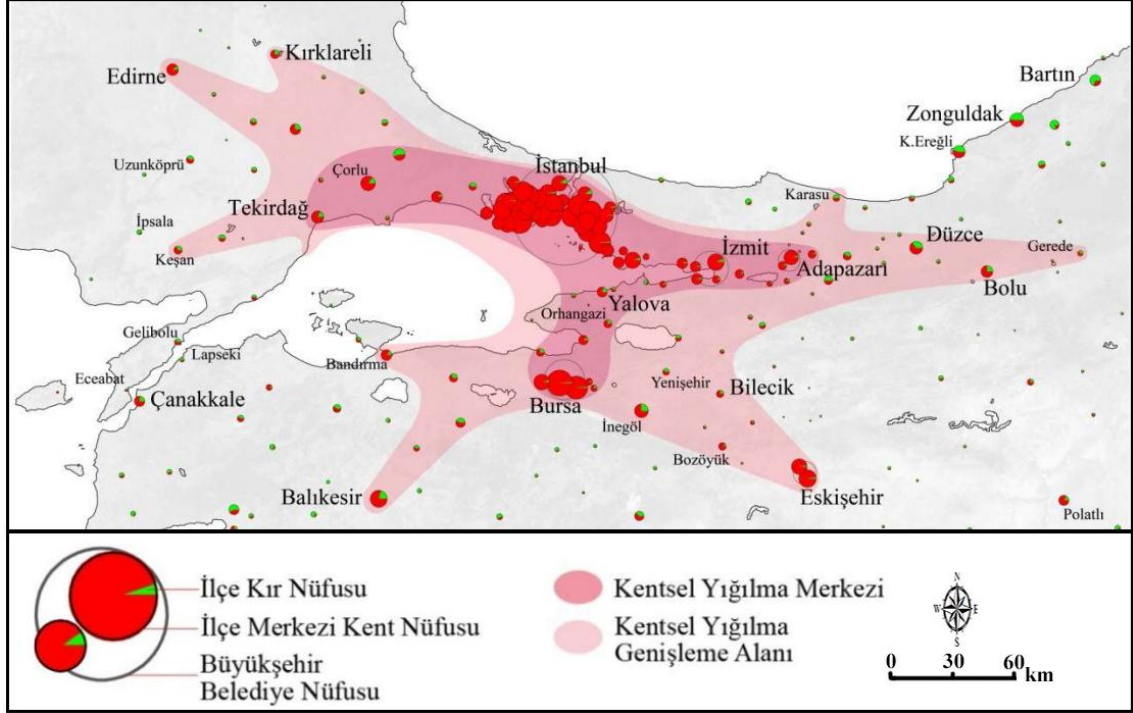 Kırklareli
Edirne
Bartın
Zonguldak
K.Ereğli
Uzunköprü
Çorlu
İstanbul
Karasu
İpsala
Tekirdağ
Keşan
İzmit
Düzce
Gerede
Adapazarı
Bolu
Yalova
Orhangazi
Gelibolu
Lapseki
Bandırma
Eceabat
Çanakkale
Yenişehir
Bilecik
Bursa
İnegöl
Bozöyük
Balıkesir
Eskişehir
Polatlı
İlçe Kır Nüfusu
İlçe Merkezi Kent Nüfusu
Büyükşehir
Belediye Nüfusu
Kentsel Yığılma Merkezi
Kentsel Yığılma
Genişleme Alanı
N
W E
S
0 30 60
km